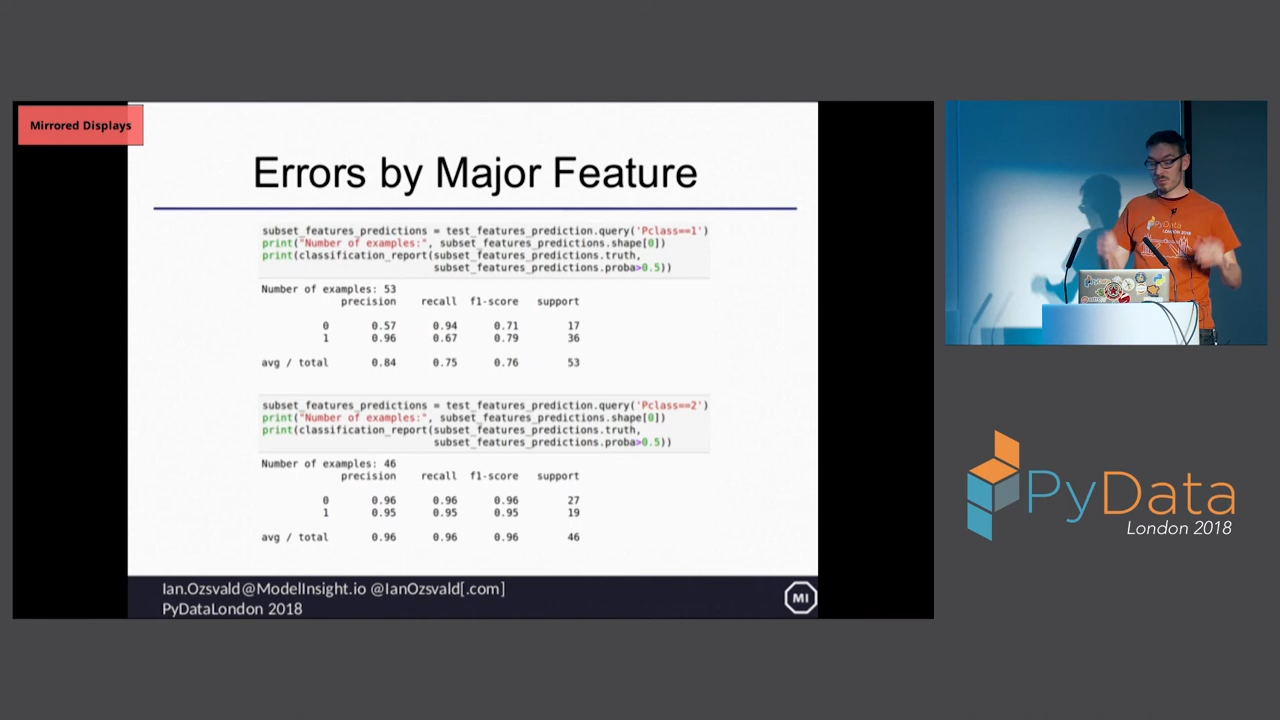 Mirrored Displays
Errors by Major Feature
subset_features_predictions = test_features_prediction.query('Pclass==1')
print("Number of examples:", subset_features_predictions.shape[0])
print(classification_report(subset_features_predictions.truth,
subset_features_predictions.proba>0.5))
Number of examples: 53
precision recall f1-score support
0 0.57 0.94 0.71 17
1 0.96 0.67 0.79 36
avg / total 0.84 0.75 0.76 53
subset_features_predictions = test_features_prediction.query('Pclass==2')
print("Number of examples:", subset_features_predictions.shape[0])
print(classification_report(subset_features_predictions.truth,
subset_features_predictions.proba>0.5))
Number of examples: 46
precision recall f1-score support
0 0.96 0.96 0.96 27
1 0.95 0.95 0.95 19
avg / total 0.96 0.96 0.96 46
Ian.Ozsvald@ModelInsight.io @IanOzsvald[.com]
PyDataLondon 2018
MI
PyData
LONDON 2018
PyData
PyData
London 2018